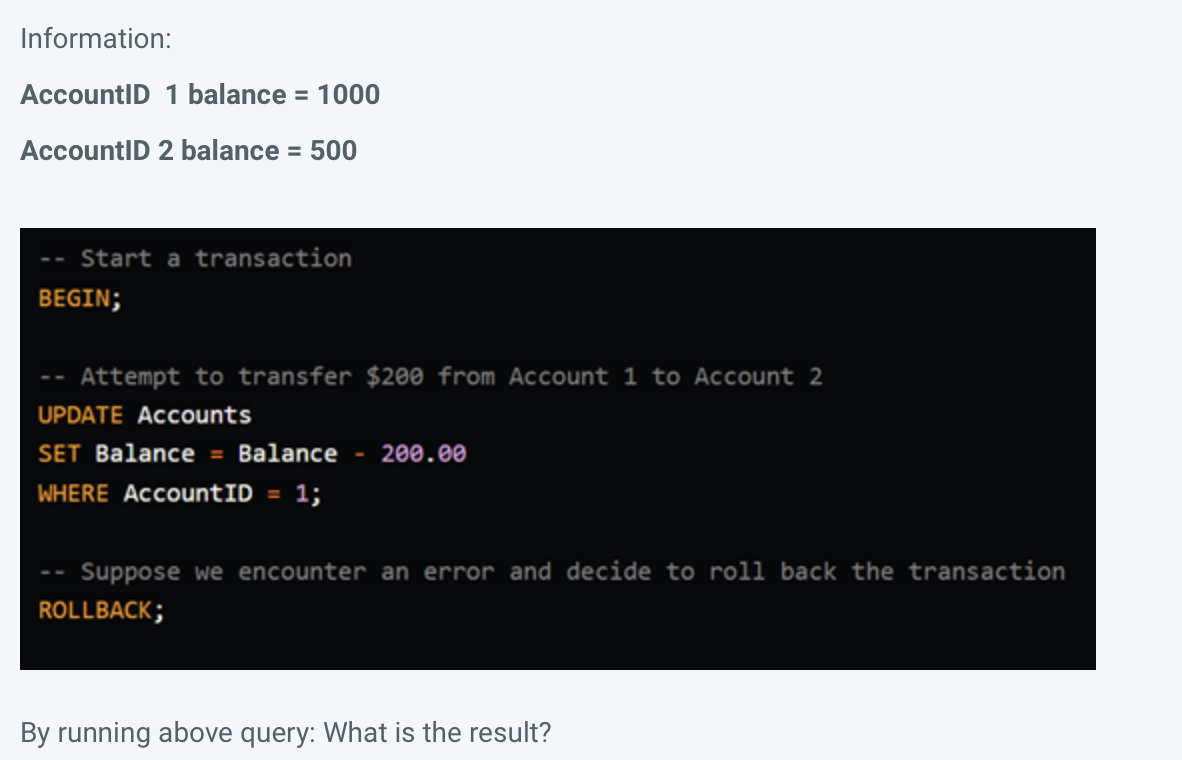 Information:
AccountID  1 balance = 1000
AccountID 2 balance = 500
-- Start a transaction
BEGIN;
-- Attempt to transfer $200 from Account 1 to Account 2
UPDATE Accounts
SET Balance = Balance - 200.00
WHERE AccountID = 1;
-- Suppose we encounter an error and decide to roll back the transaction
ROLLBACK;
By running above query: What is the result?